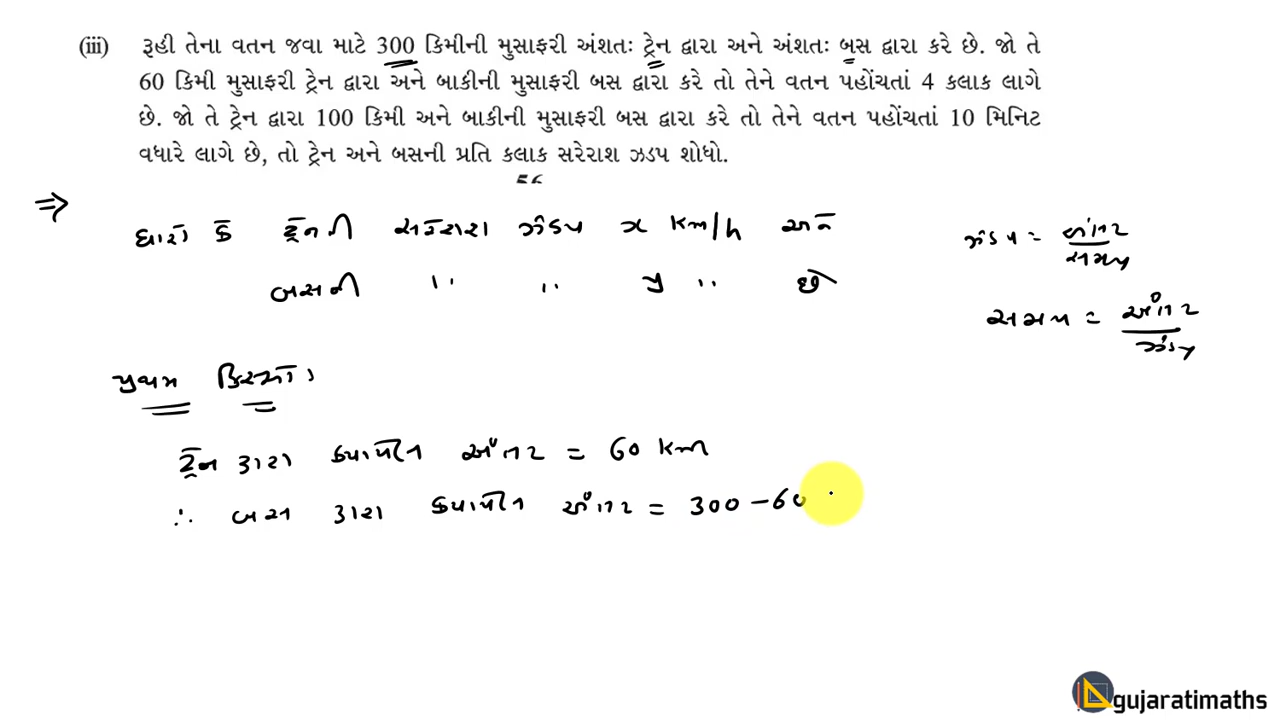 (iii) રૂહી તેના વતન જવા માટે 300 કિમીની મુસાફરી અંશતઃ ટ્રેન દ્વારા અને અંશતઃ બસ દ્વારા કરે છે. જો તે
60 કિમી મુસાફરી ટ્રેન દ્વારા અને બાકીની મુસાફરી બસ દ્વારા કરે તો તેને વતન પહોંચતાં 4 કલાક લાગે
છે. જો તે ટ્રેન દ્વારા 100 કિમી અને બાકીની મુસાફરી બસ દ્વારા કરે તો તેને વતન પહોંચતાં 10 મિનિટ
વધારે લાગે છે, તો ટ્રેન અને બસની પ્રતિ કલાક સરેરાશ ઝડપ શોધો.
⇒ ધારો કે ટ્રેનની સરેરાશ ઝડપ x km/h અને
બસની " " y " છે
ઝડપ = અંતર / સમય
સમય = અંતર / ઝડપ
પ્રથમ કિસ્સો :
ટ્રેન દ્વારા કપાયેલ અંતર = 60 km
∴ બસ દ્વારા કપાયેલ અંતર = 300 - 60
gujaratimaths